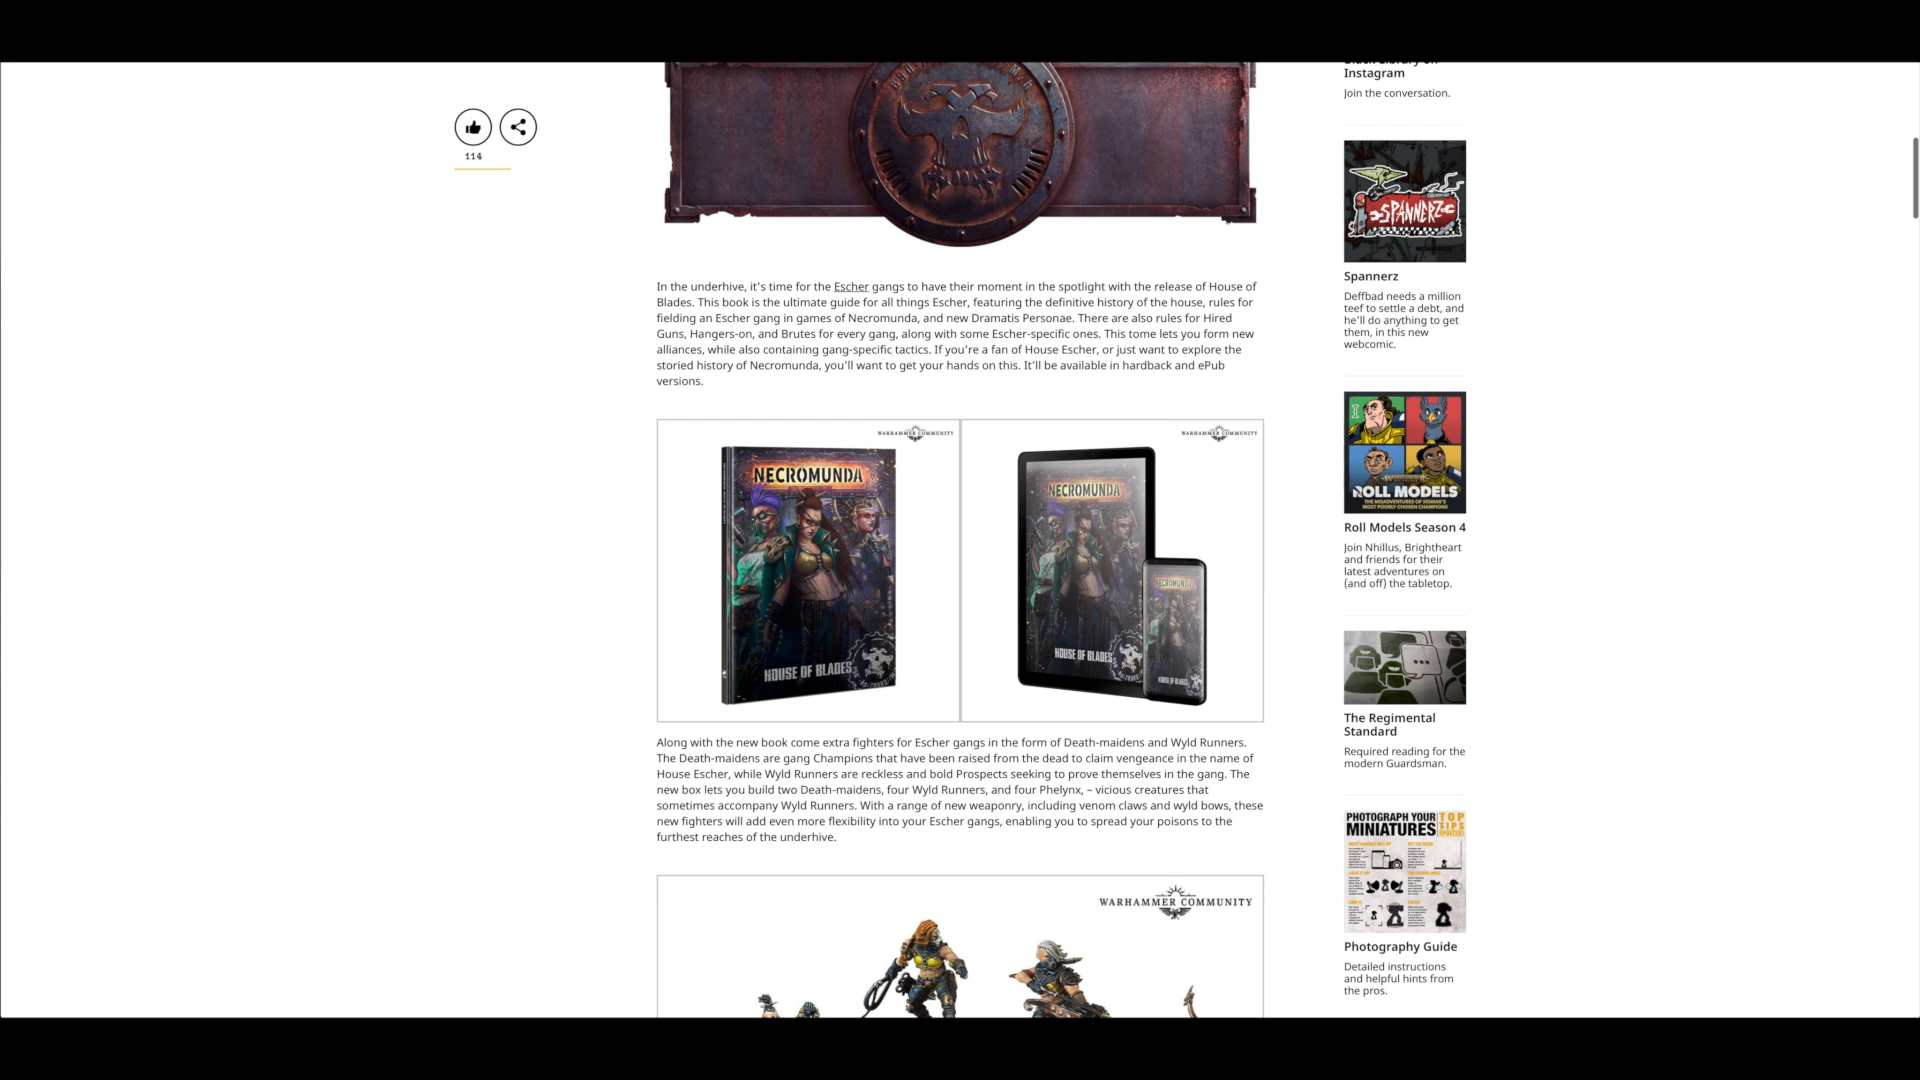 114
In the underhive, it's time for the Escher gangs to have their moment in the spotlight with the release of House of
Blades. This book is the ultimate guide for all things Escher, featuring the definitive history of the house, rules for
fielding an Escher gang in games of Necromunda, and new Dramatis Personae. There are also rules for Hired
Guns, Hangers-on, and Brutes for every gang, along with some Escher-specific ones. This tome lets you form new
alliances, while also containing gang-specific tactics. If you're a fan of House Escher, or just want to explore the
storied history of Necromunda, you'll want to get your hands on this. It'll be available in hardback and ePub
versions.
WARHAMMER COMMUNITY
NECROMUNDA
HOUSE OF BLADES
WARHAMMER COMMUNITY
NECROMUNDA
HOUSE OF BLADES
NECROMUNDA
HOUSE OF BLADES
Along with the new book come extra fighters for Escher gangs in the form of Death-maidens and Wyld Runners.
The Death-maidens are gang Champions that have been raised from the dead to claim vengeance in the name of
House Escher, while Wyld Runners are reckless and bold Prospects seeking to prove themselves in the gang. The
new box lets you build two Death-maidens, four Wyld Runners, and four Phelynx, – vicious creatures that
sometimes accompany Wyld Runners. With a range of new weaponry, including venom claws and wyld bows, these
new fighters will add even more flexibility into your Escher gangs, enabling you to spread your poisons to the
furthest reaches of the underhive.
WARHAMMER COMMUNITY
Black Library on
Instagram
Join the conversation.
SPANNERZ
Spannerz
Deffbad needs a million
teef to settle a debt, and
he'll do anything to get
them, in this new
webcomic.
ROLL MODELS
THE MISADVENTURES OF SIGMAR'S
MOST POORLY CHOSEN CHAMPIONS
Roll Models Season 4
Join Nhillus, Brightheart
and friends for their
latest adventures on
(and off) the tabletop.
The Regimental
Standard
Required reading for the
modern Guardsman.
PHOTOGRAPH YOUR
MINIATURES
TOP
TIPS
Photography Guide
Detailed instructions
and helpful hints from
the pros.